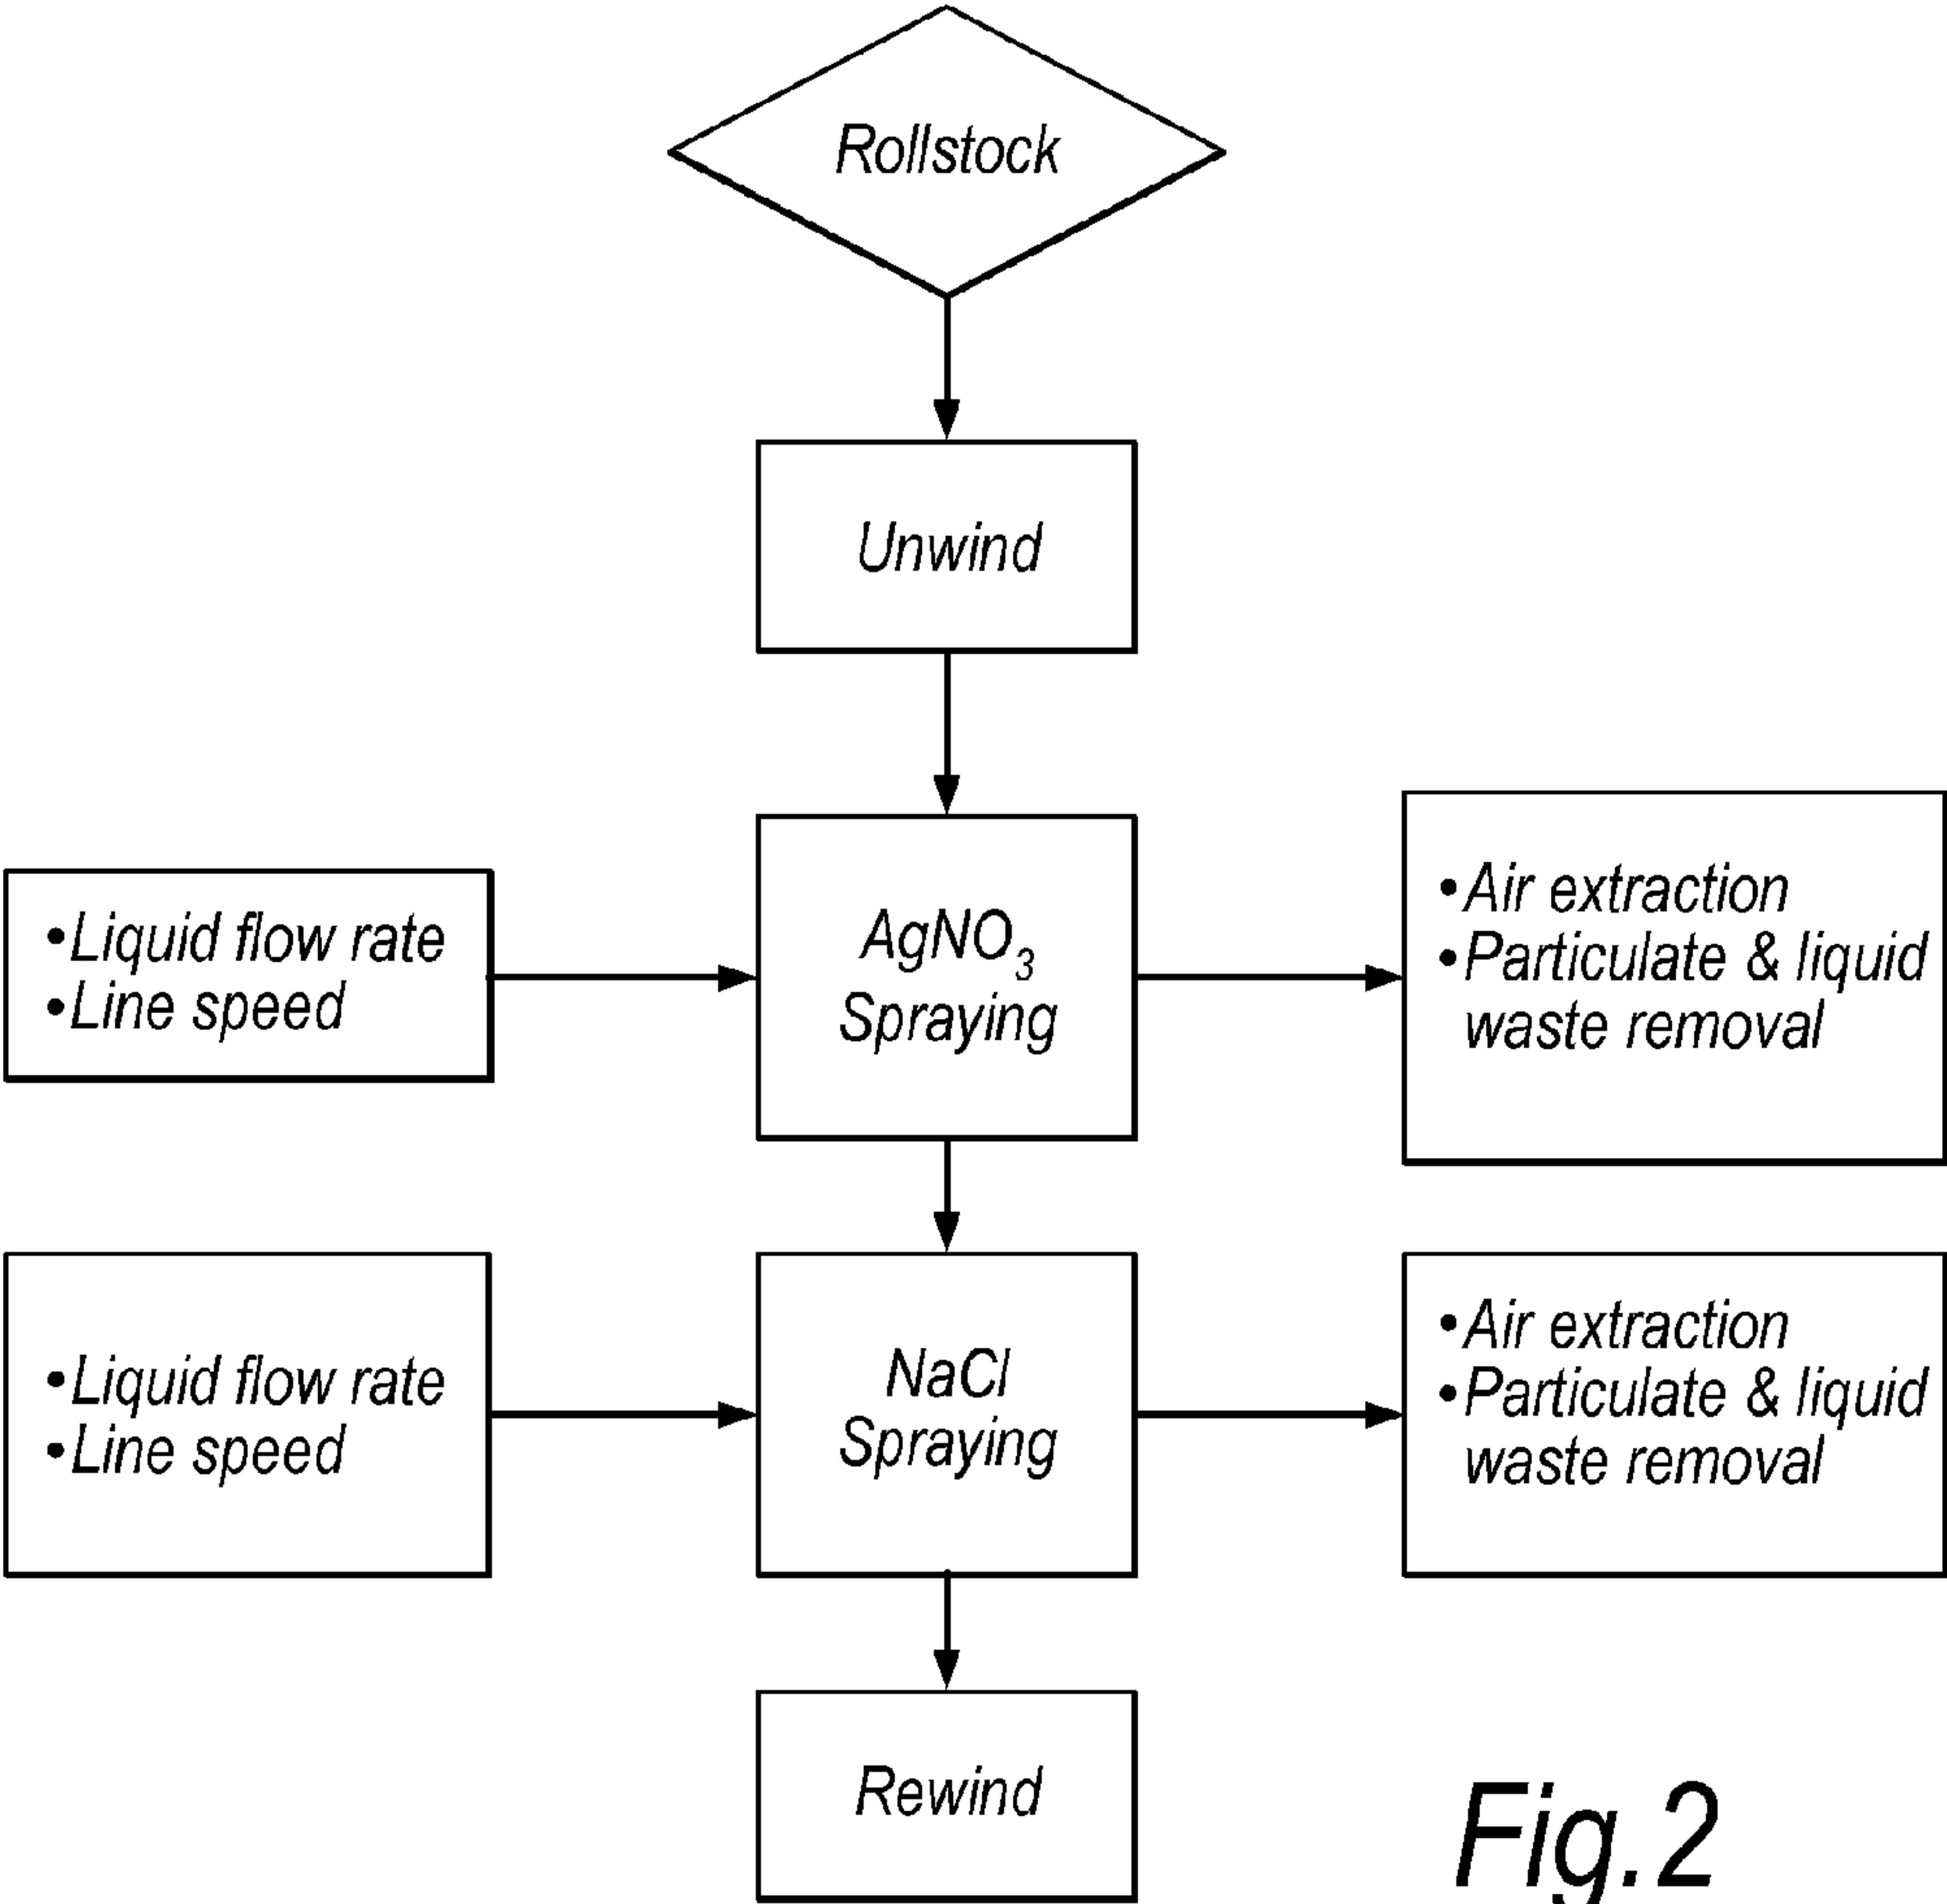 Rollstock
Unwind
•Liquid flow rate
•Line speed
AgNO₃
Spraying
•Air extraction
•Particulate & liquid
waste removal
•Liquid flow rate
•Line speed
NaCl
Spraying
•Air extraction
•Particulate & liquid
waste removal
Rewind
Fig.2